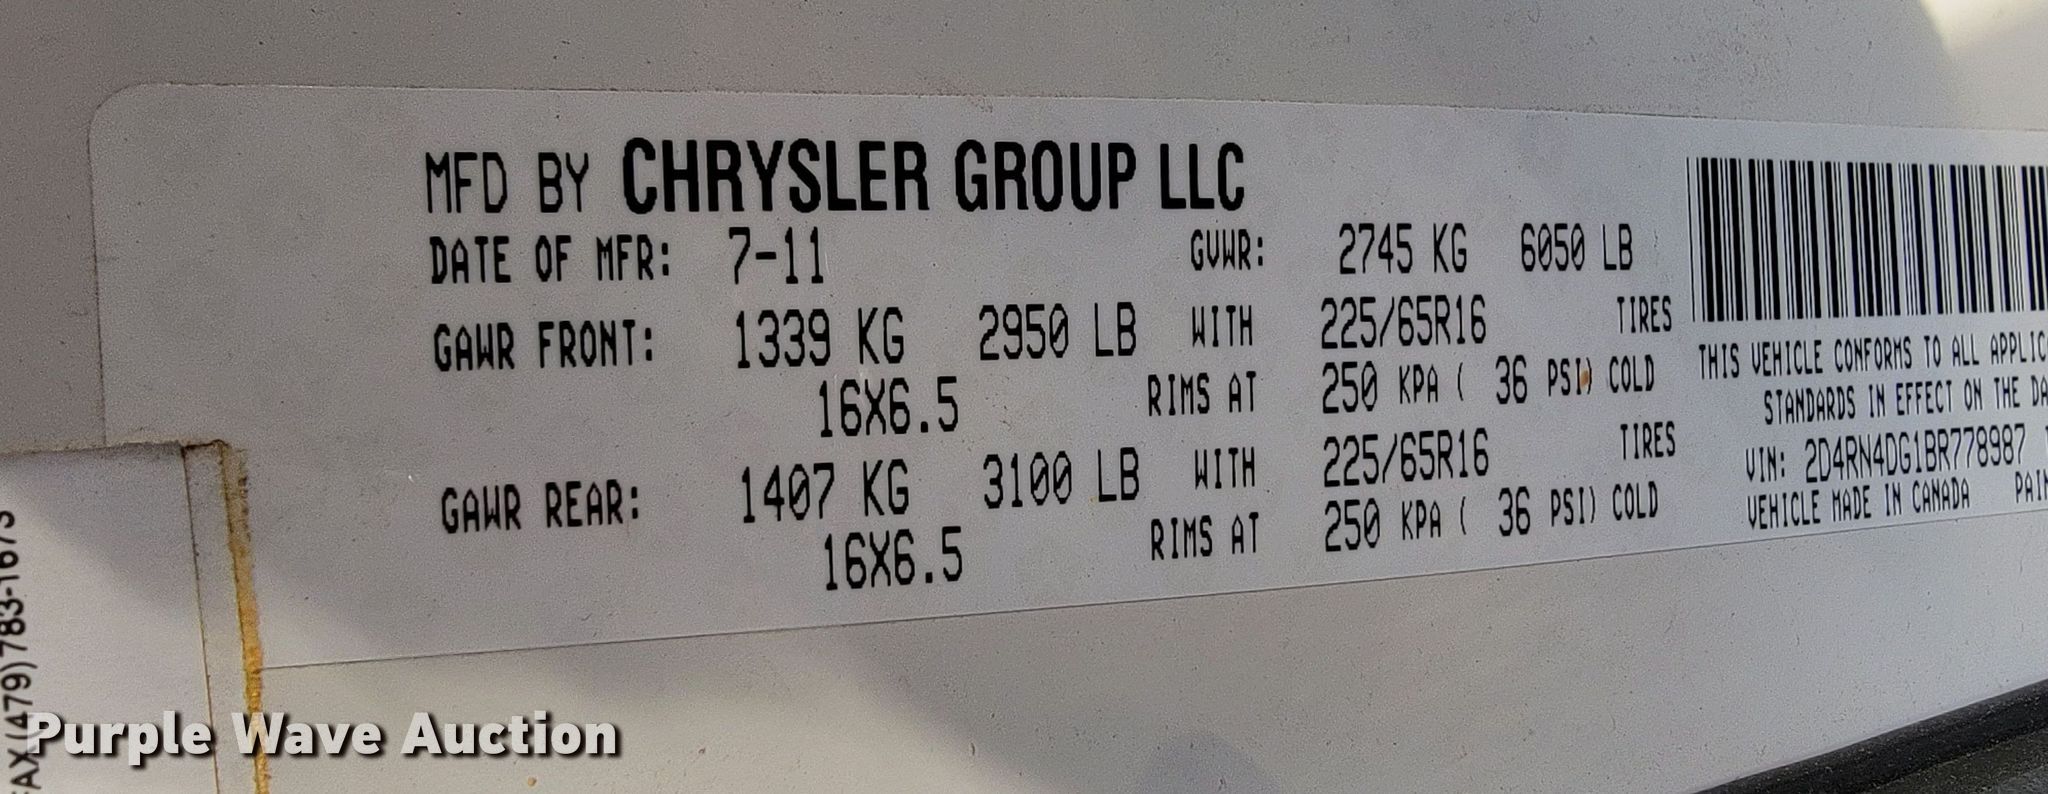 MFD BY CHRYSLER GROUP LLC
DATE OF MFR: 7-11 GVWR: 2745 KG 6050 LB
GAWR FRONT: 1339 KG 2950 LB WITH 225/65R16 TIRES
16X6.5 RIMS AT 250 KPA ( 36 PSI) COLD
GAWR REAR: 1407 KG 3100 LB WITH 225/65R16 TIRES
16X6.5 RIMS AT 250 KPA ( 36 PSI) COLD
THIS VEHICLE CONFORMS TO ALL APPLIC
STANDARDS IN EFFECT ON THE DA
VIN: 2D4RN4DG1BR778987
VEHICLE MADE IN CANADA PAIN
FAX(479)783-1673
Purple Wave Auction